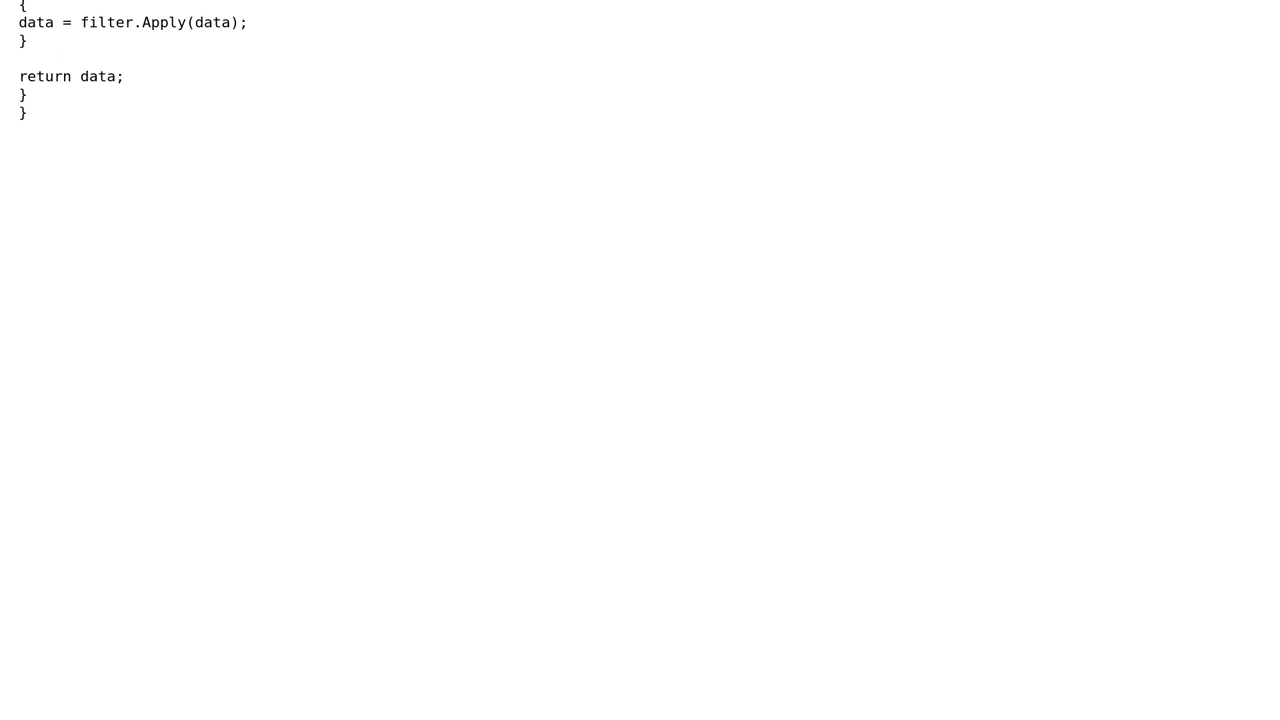 {
data = filter.Apply(data);
}

return data;
}
}